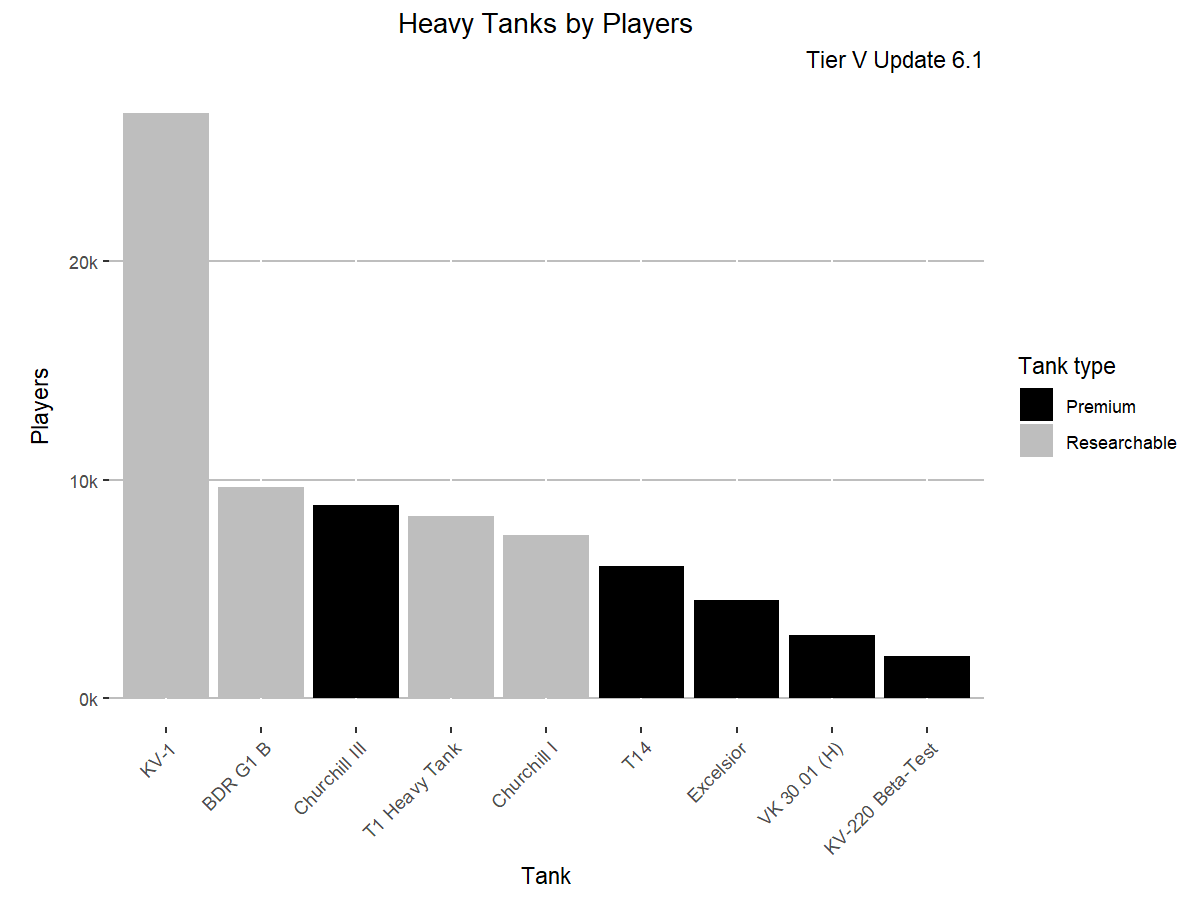 Heavy Tanks by Players
Tier V Update 6.1
Players
20k
10k
0k
KV-1
BDR G1 B
Churchill III
T1 Heavy Tank
Churchill I
T14
Excelsior
VK 30.01 (H)
KV-220 Beta-Test
Tank
Tank type
Premium
Researchable